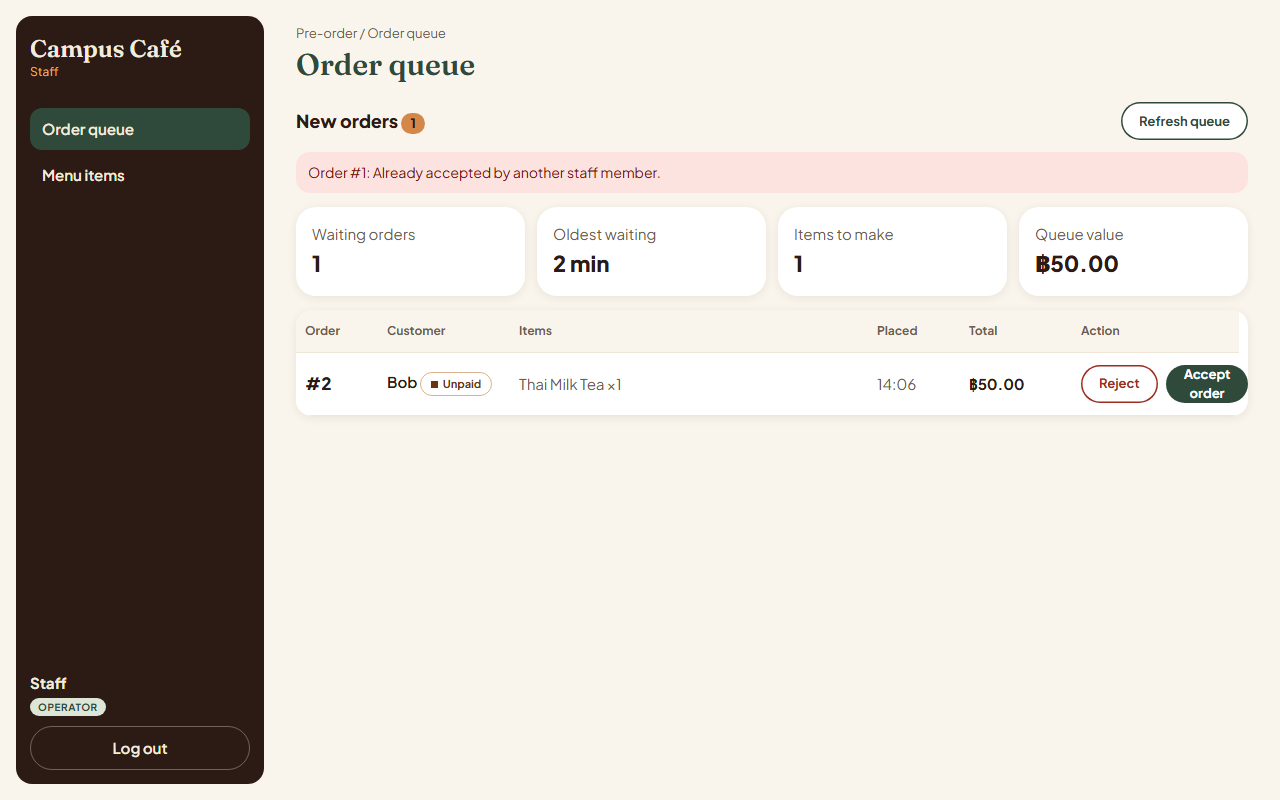 Campus Café
Staff
Order queue
Menu items
Staff
OPERATOR
Log out
Pre-order / Order queue
Order queue
New orders 1
Refresh queue
Order #1: Already accepted by another staff member.
Waiting orders
1
Oldest waiting
2 min
Items to make
1
Queue value
฿50.00
Order Customer Items Placed Total Action
#2 Bob Unpaid Thai Milk Tea ×1 14:06 ฿50.00 Reject Accept order